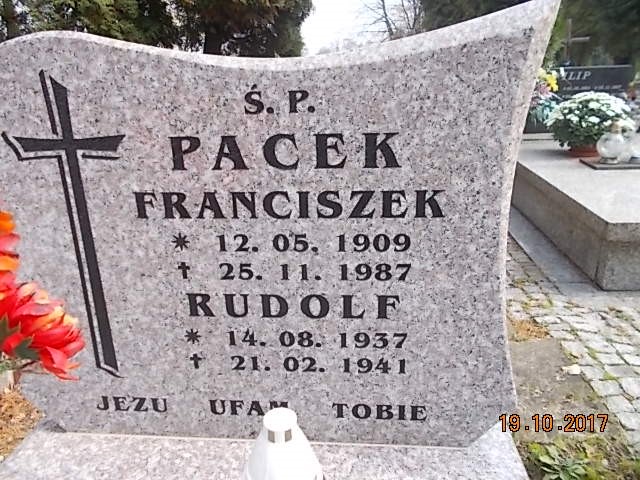 Ś. P.
PACEK
FRANCISZEK
* 12. 05. 1909
† 25. 11. 1987
RUDOLF
* 14. 08. 1937
† 21. 02. 1941
JEZU UFAM TOBIE
19.10.2017